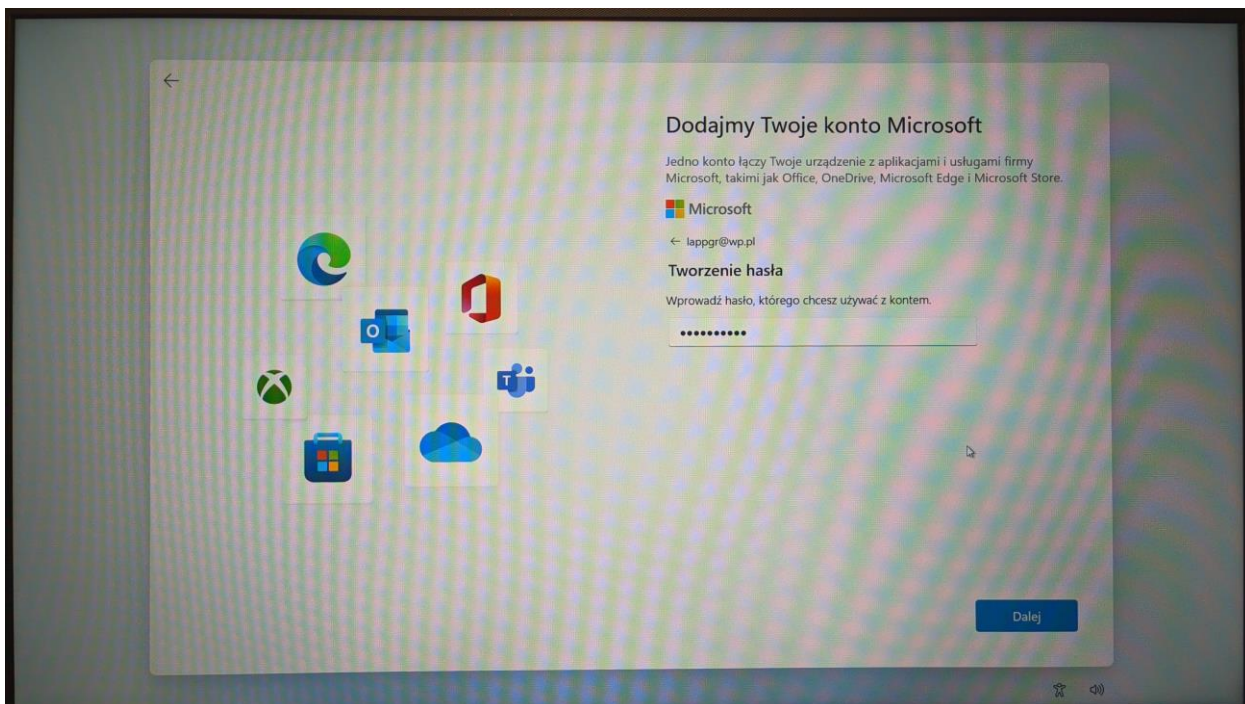 Dodajmy Twoje konto Microsoft
Jedno konto łączy Twoje urządzenie z aplikacjami i usługami firmy
Microsoft, takimi jak Office, OneDrive, Microsoft Edge i Microsoft Store.
Microsoft
← lappgr@wp.pl
Tworzenie hasła
Wprowadź hasło, którego chcesz używać z kontem.
••••••••••
Dalej